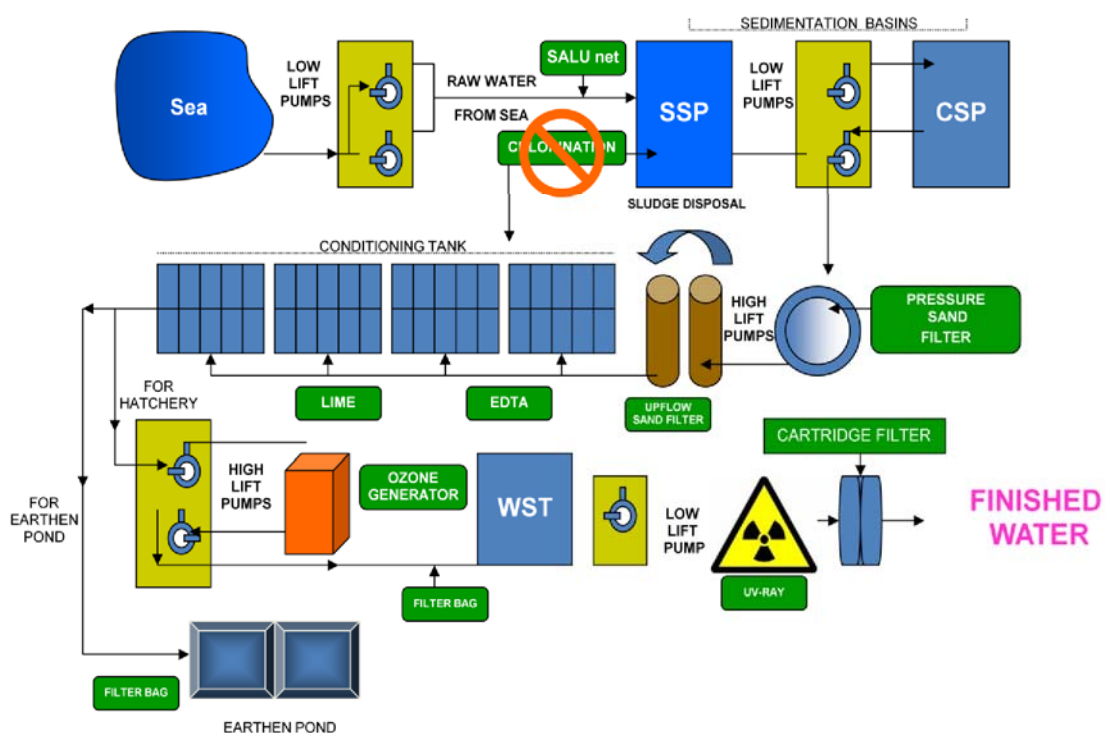 SEDIMENTATION BASINS
Sea
LOW
LIFT
PUMPS
RAW WATER
FROM SEA
SALU net
CHLORINATION
SSP
SLUDGE DISPOSAL
LOW
LIFT
PUMPS
CSP
CONDITIONING TANK
HIGH
LIFT
PUMPS
PRESSURE
SAND
FILTER
UPFLOW
SAND FILTER
LIME
EDTA
FOR
HATCHERY
FOR
EARTHEN
POND
HIGH
LIFT
PUMPS
OZONE
GENERATOR
WST
FILTER BAG
LOW
LIFT
PUMP
UV-RAY
CARTRIDGE FILTER
FINISHED
WATER
FILTER BAG
EARTHEN POND